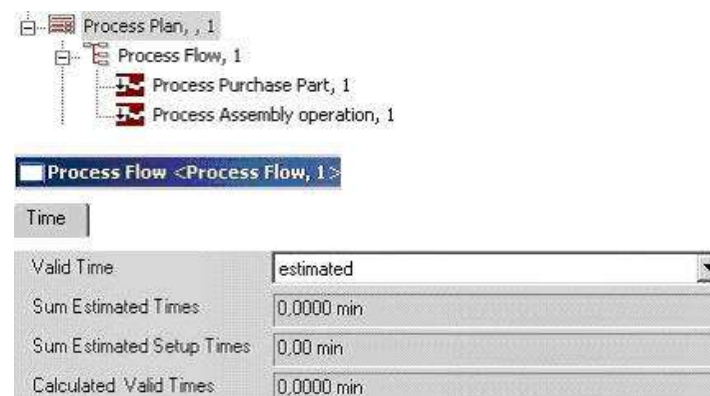 Process Plan, , 1
Process Flow, 1
Process Purchase Part, 1
Process Assembly operation, 1
Process Flow <Process Flow, 1>
Time
Valid Time estimated
Sum Estimated Times 0,0000 min
Sum Estimated Setup Times 0,00 min
Calculated Valid Times 0,0000 min